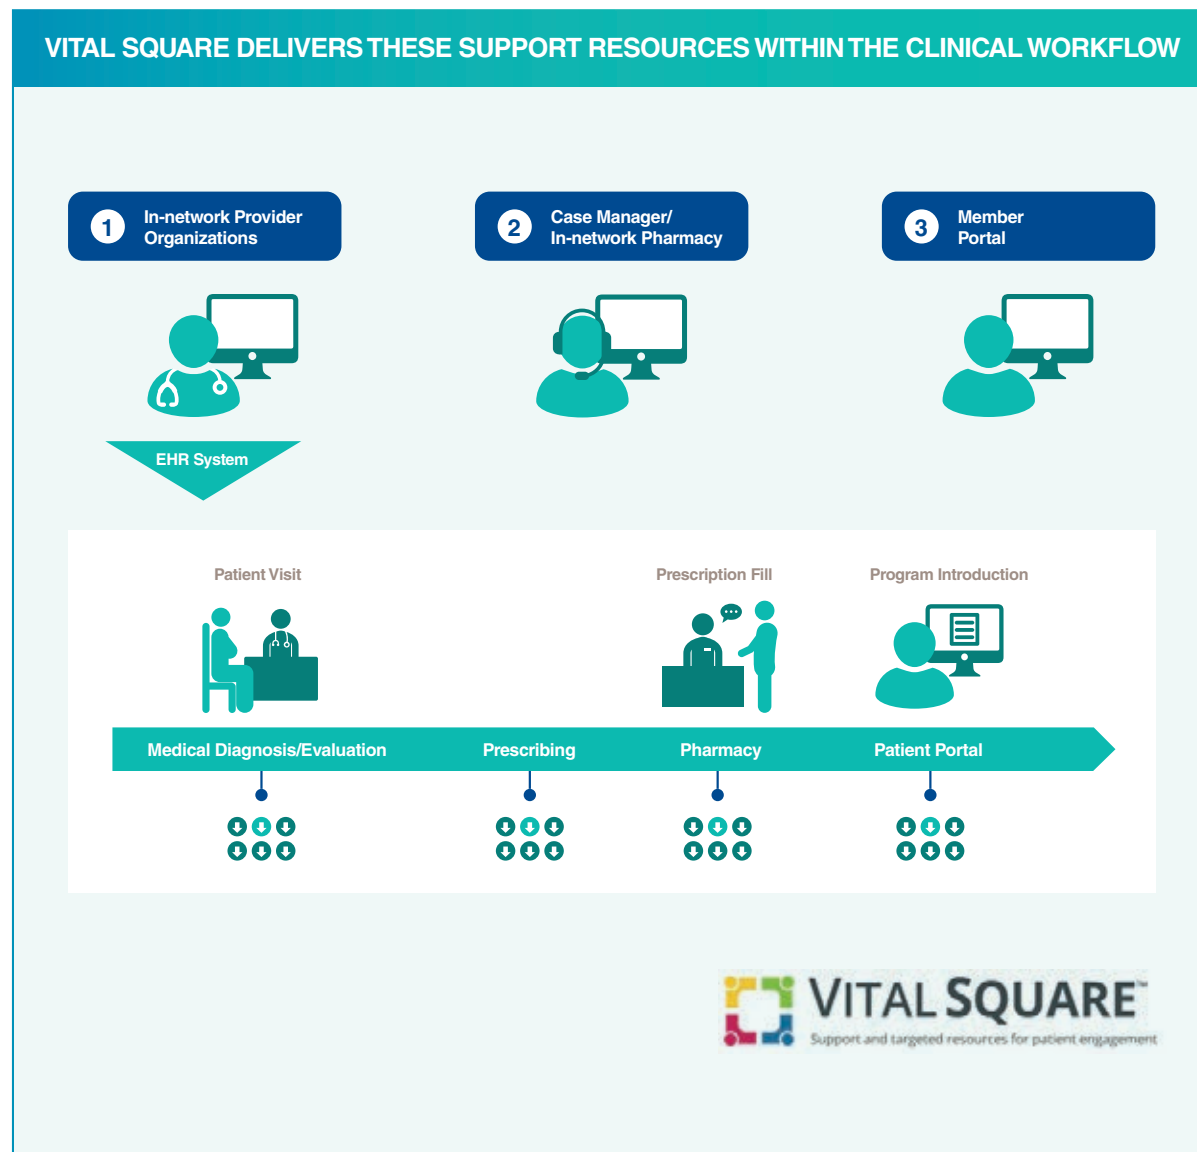 VITAL SQUARE DELIVERS THESE SUPPORT RESOURCES WITHIN THE CLINICAL WORKFLOW
1
In-network Provider
Organizations
2
Case Manager/
In-network Pharmacy
3
Member
Portal
EHR System
Patient Visit
Prescription Fill
Program Introduction
Medical Diagnosis/Evaluation
Prescribing
Pharmacy
Patient Portal
VITAL SQUARE™
Support and targeted resources for patient engagement